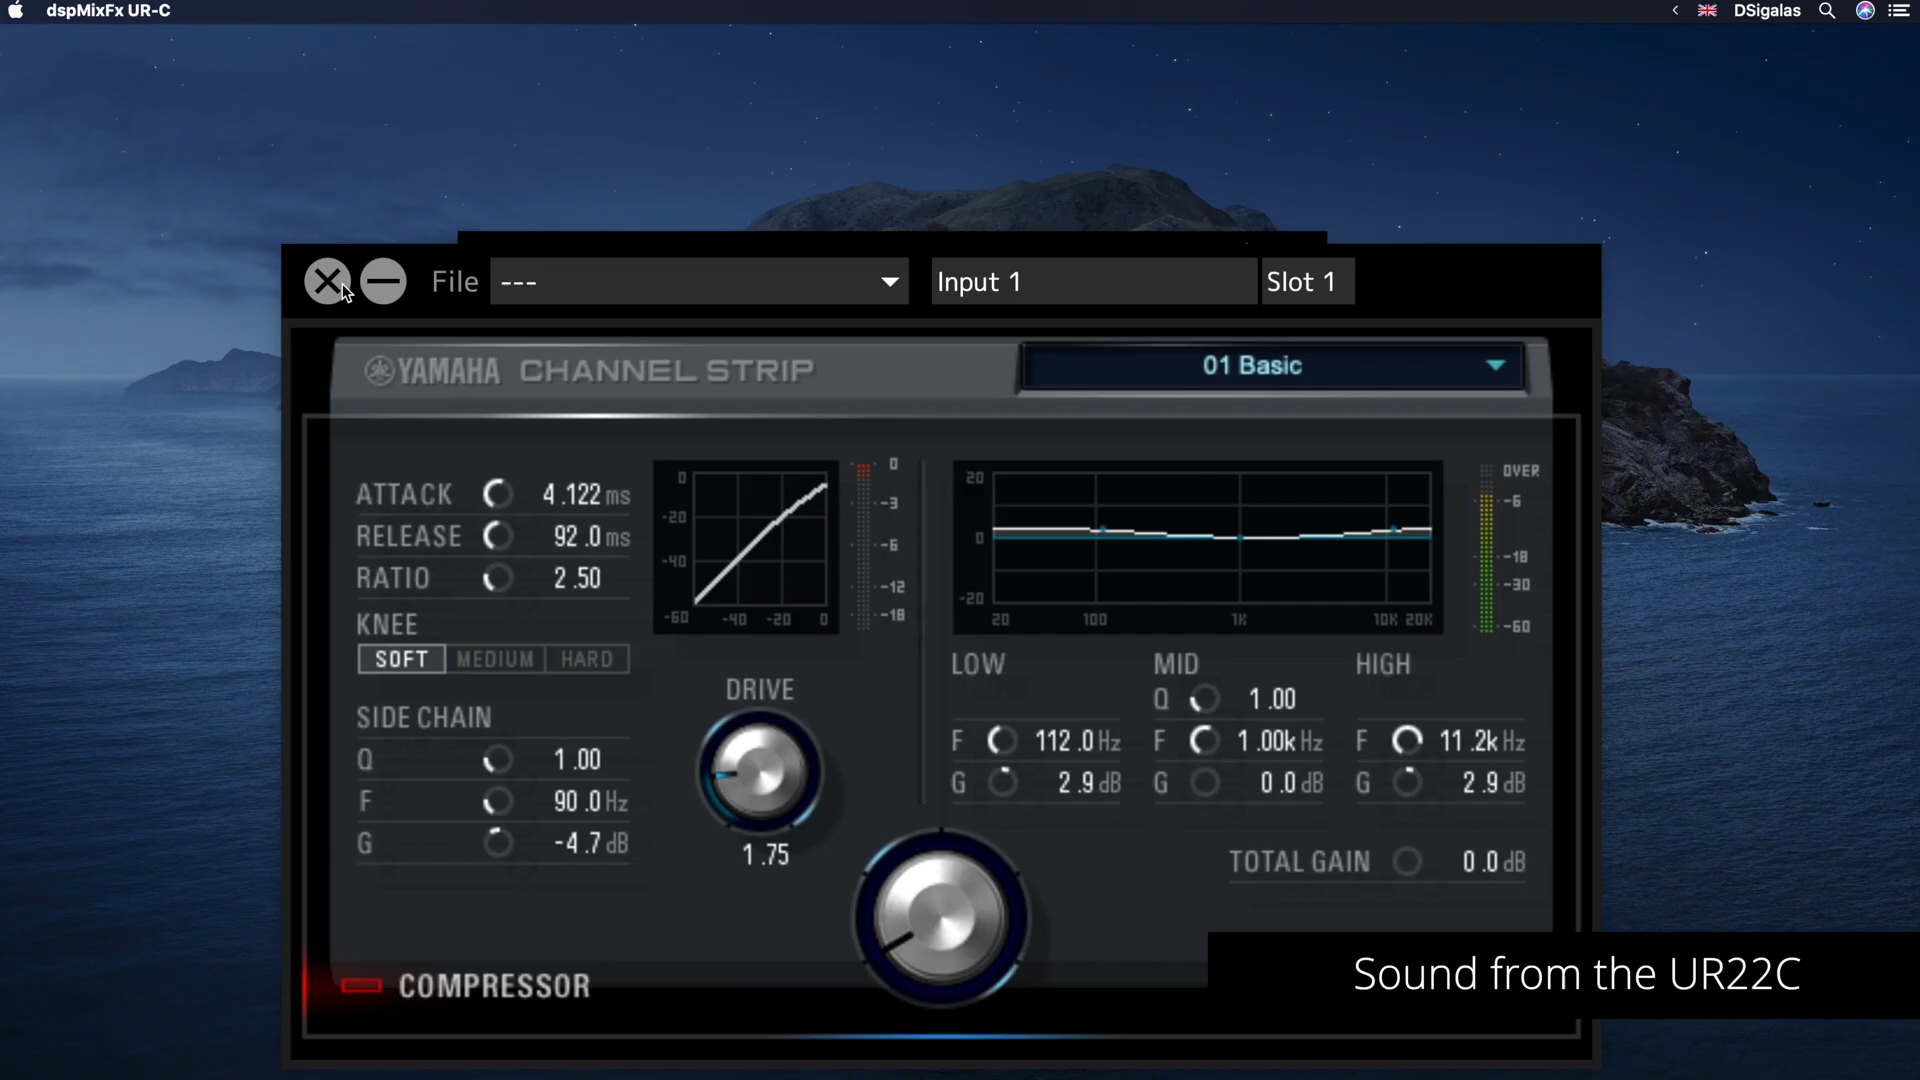 dspMixFx UR-C
DSigalas
File --- Input 1 Slot 1
YAMAHA CHANNEL STRIP
01 Basic
ATTACK 4.122 ms
RELEASE 92.0 ms
RATIO 2.50
KNEE
SOFT MEDIUM HARD
SIDE CHAIN
Q 1.00
F 90.0 Hz
G -4.7 dB
0
-20
-40
-60 -40 -20 0
0
-3
-6
-12
-18
DRIVE
1.75
20
0
-20
20 100 1K 10K 20K
OVER
-6
-18
-30
-60
LOW
F 112.0 Hz
G 2.9 dB
MID
Q 1.00
F 1.00k Hz
G 0.0 dB
HIGH
F 11.2k Hz
G 2.9 dB
TOTAL GAIN 0.0 dB
COMPRESSOR
Sound from the UR22C